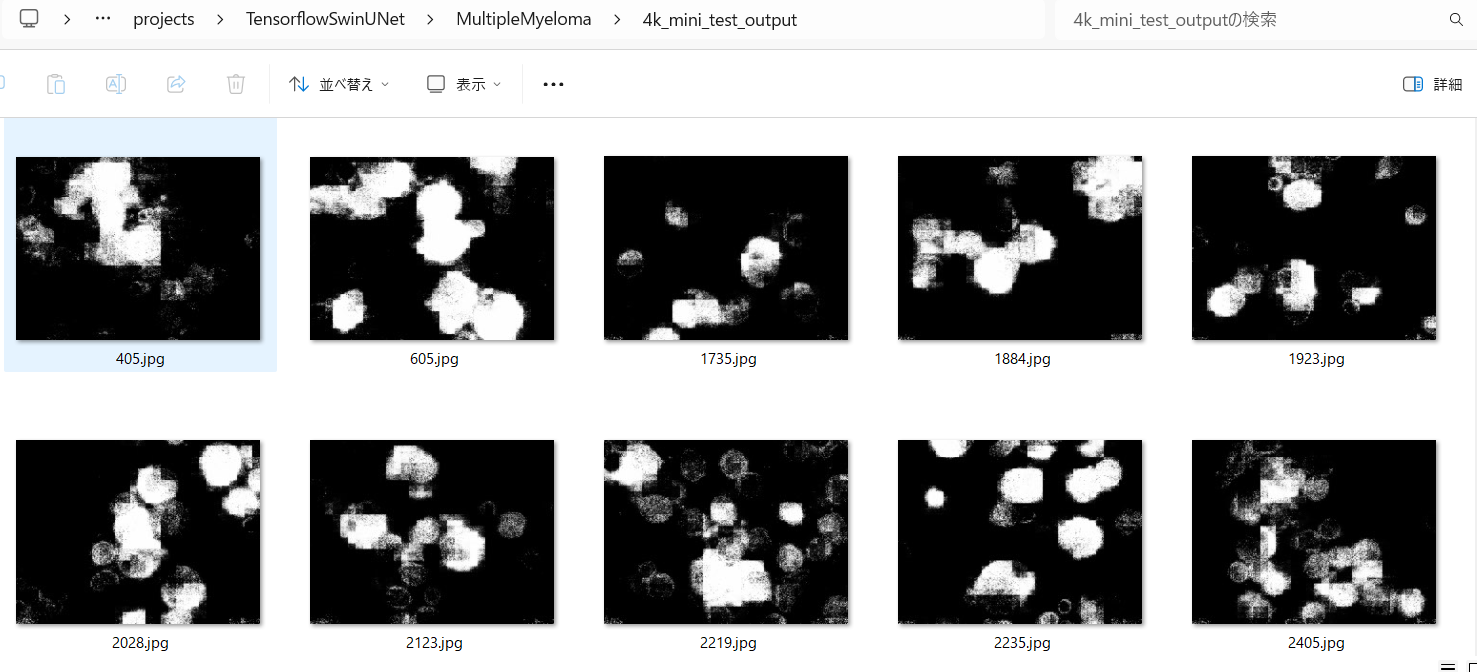 … projects TensorflowSwinUNet MultipleMyeloma 4k_mini_test_output 4k_mini_test_outputの検索
並べ替え 表示 … 詳細
405.jpg 605.jpg 1735.jpg 1884.jpg 1923.jpg
2028.jpg 2123.jpg 2219.jpg 2235.jpg 2405.jpg